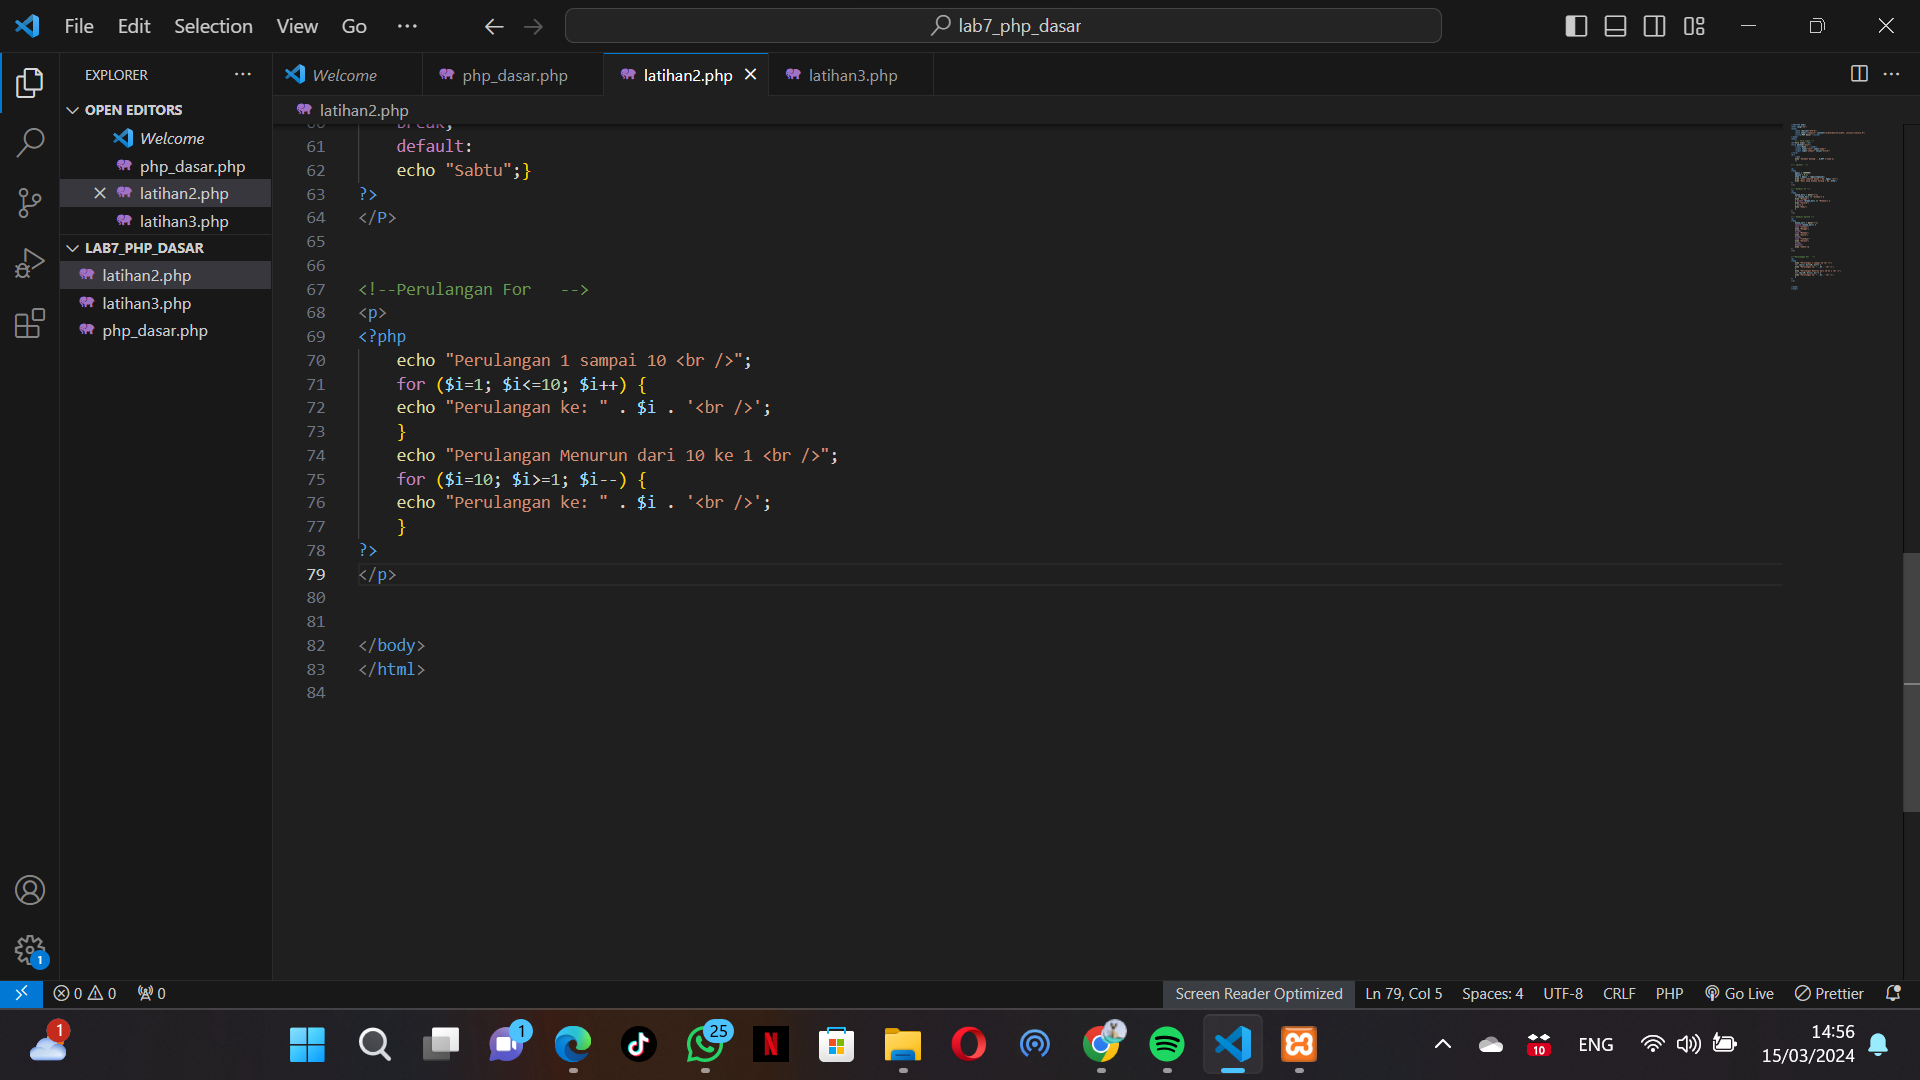 File Edit Selection View Go ···
lab7_php_dasar
EXPLORER
OPEN EDITORS
Welcome
php_dasar.php
latihan2.php
latihan3.php
LAB7_PHP_DASAR
latihan2.php
latihan3.php
php_dasar.php
Welcome
php_dasar.php
latihan2.php
latihan3.php
latihan2.php
60 break;
61 default:
62 echo "Sabtu";}
63 ?>
64 </P>
65
66
67 <!--Perulangan For   -->
68 <p>
69 <?php
70 echo "Perulangan 1 sampai 10 <br />";
71 for ($i=1; $i<=10; $i++) {
72 echo "Perulangan ke: " . $i . '<br />';
73 }
74 echo "Perulangan Menurun dari 10 ke 1 <br />";
75 for ($i=10; $i>=1; $i--) {
76 echo "Perulangan ke: " . $i . '<br />';
77 }
78 ?>
79 </p>
80
81
82 </body>
83 </html>
84
1
0 0 0
Screen Reader Optimized
Ln 79, Col 5
Spaces: 4
UTF-8
CRLF
PHP
Go Live
Prettier
1
1
25
N
10
ENG
14:56
15/03/2024